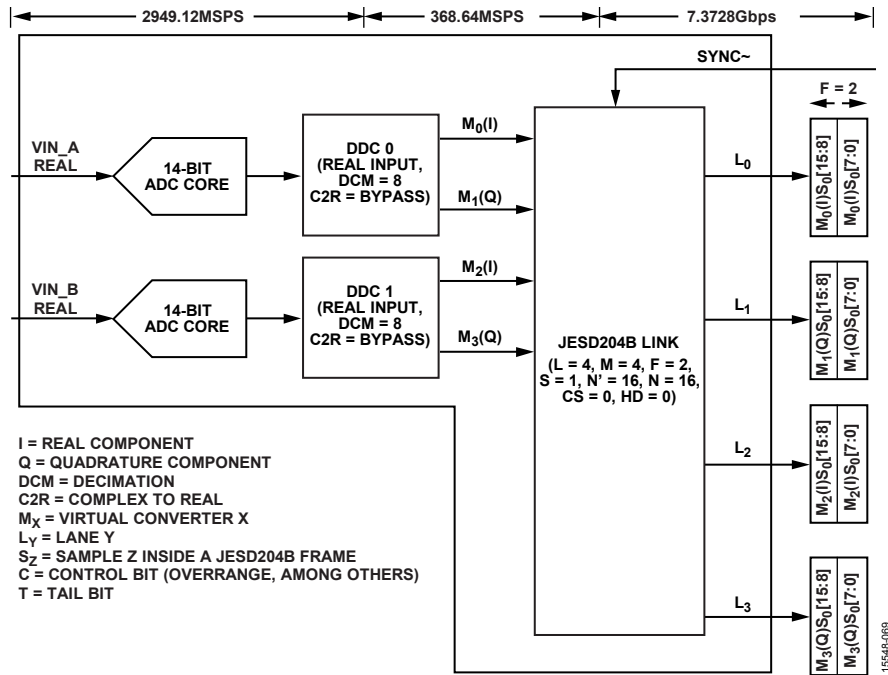 2949.12MSPS
368.64MSPS
7.3728Gbps
SYNC~
F = 2
VIN_A
REAL
14-BIT
ADC CORE
DDC 0
(REAL INPUT,
DCM = 8
C2R = BYPASS)
M0(I)
M1(Q)
VIN_B
REAL
14-BIT
ADC CORE
DDC 1
(REAL INPUT,
DCM = 8
C2R = BYPASS)
M2(I)
M3(Q)
JESD204B LINK
(L = 4, M = 4, F = 2,
S = 1, N' = 16, N = 16,
CS = 0, HD = 0)
L0
M0(I)S0[15:8]
M0(I)S0[7:0]
L1
M1(Q)S0[15:8]
M1(Q)S0[7:0]
L2
M2(I)S0[15:8]
M2(I)S0[7:0]
L3
M3(Q)S0[15:8]
M3(Q)S0[7:0]
I = REAL COMPONENT
Q = QUADRATURE COMPONENT
DCM = DECIMATION
C2R = COMPLEX TO REAL
MX = VIRTUAL CONVERTER X
LY = LANE Y
SZ = SAMPLE Z INSIDE A JESD204B FRAME
C = CONTROL BIT (OVERRANGE, AMONG OTHERS)
T = TAIL BIT
15548-069